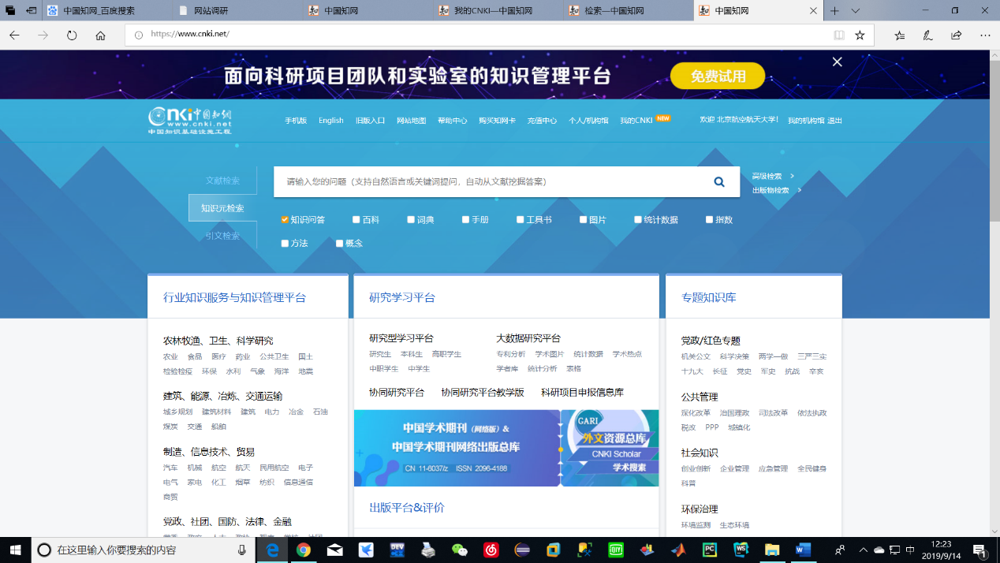 中国知网_百度搜索
网站调研
中国知网
我的CNKI—中国知网
检索—中国知网
中国知网
https://www.cnki.net/
面向科研项目团队和实验室的知识管理平台
免费试用
cnki中国知网
www.cnki.net
中国知识基础设施工程
手机版 English 旧版入口 网站地图 帮助中心 购买知网卡 充值中心 个人/机构馆 我的CNKI NEW 欢迎 北京航空航天大学! 我的机构馆 退出
文献检索
知识元检索
引文检索
请输入您的问题（支持自然语言或关键词提问，自动从文献挖掘答案）
高级检索 >
出版物检索 >
知识问答 百科 词典 手册 工具书 图片 统计数据 指数
方法 概念
行业知识服务与知识管理平台
农林牧渔、卫生、科学研究
农业 食品 医疗 药业 公共卫生 国土
检验检疫 环保 水利 气象 海洋 地震
建筑、能源、冶炼、交通运输
城乡规划 建筑材料 建筑 电力 冶金 石油
煤炭 交通 船舶
制造、信息技术、贸易
汽车 机械 航空 航天 民用航空 电子
电气 家电 化工 烟草 纺织 信息通信
商贸
党政、社团、国防、法律、金融
研究学习平台
研究型学习平台
研究生 本科生 高职学生
中职学生 中学生
大数据研究平台
专利分析 学术图片 统计数据 学术热点
学者库 统计分析 表格
协同研究平台 协同研究平台教学版 科研项目申报信息库
中国学术期刊（网络版）&
中国学术期刊网络出版总库
CN 11-6037/z ISSN 2096-4188
GARI
外文资源总库
CNKI Scholar
学术搜索
出版平台&评价
专题知识库
党政/红色专题
机关公文 科学决策 两学一做 三严三实
十九大 长征 党史 军史 抗战 辛亥
公共管理
深化改革 治国理政 司法改革 依法执政
税改 PPP 城镇化
社会知识
创业创新 企业管理 应急管理 全民健身
科普
环保治理
环境监测 生态环境
在这里输入你要搜索的内容
DEV
iQIY
PC
WS
中
12:23
2019/9/14
1